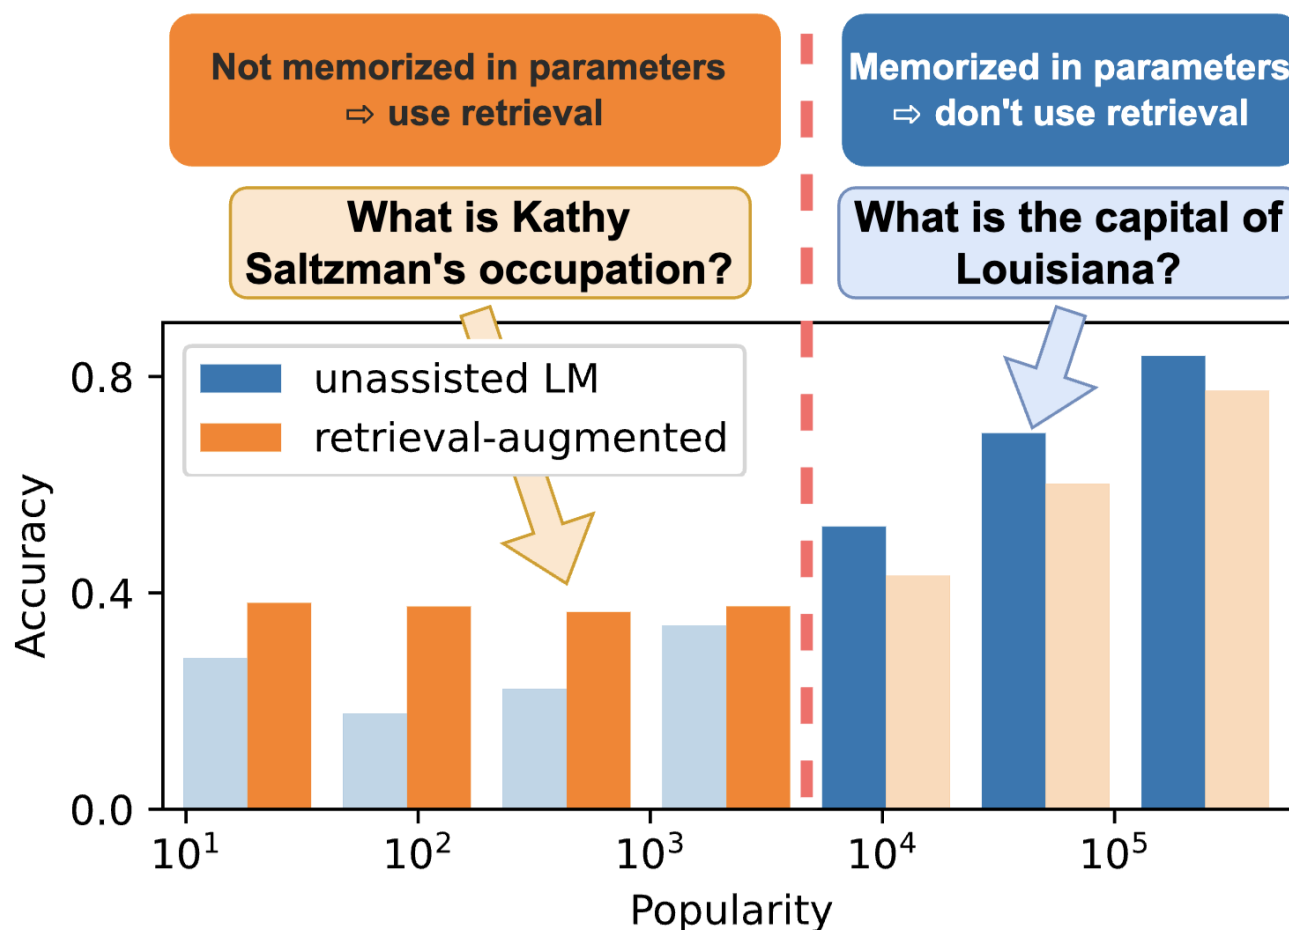 Not memorized in parameters
⇨ use retrieval
Memorized in parameters
⇨ don't use retrieval
What is Kathy
Saltzman's occupation?
What is the capital of
Louisiana?
unassisted LM
retrieval-augmented
Accuracy
0.8
0.4
0.0
10¹
10²
10³
10⁴
10⁵
Popularity